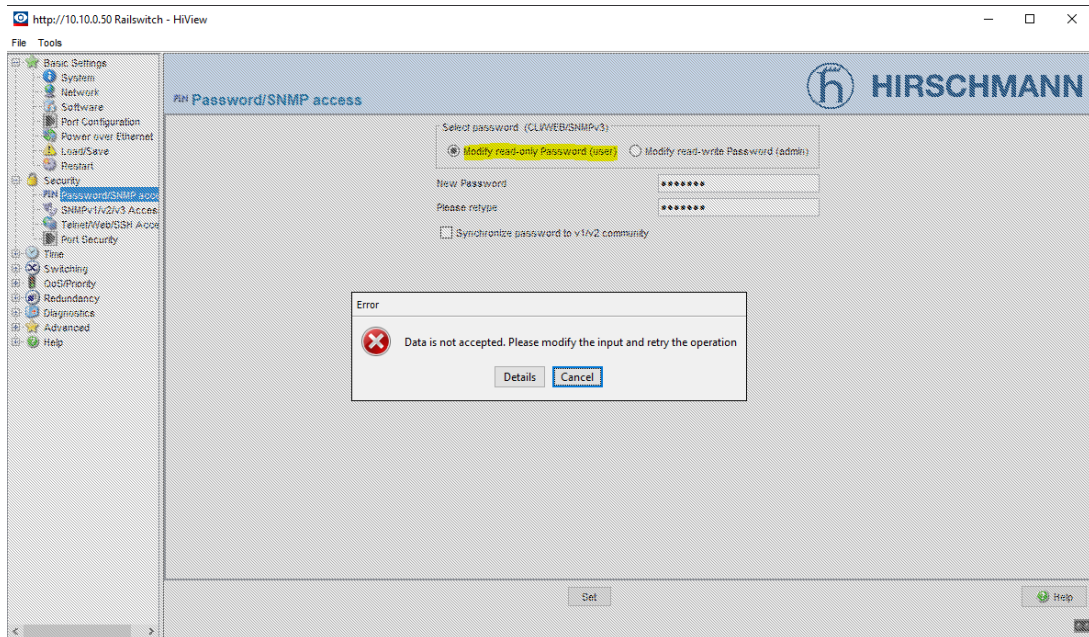 http://10.10.0.50 Railswitch - HiView
File Tools
Basic Settings
System
Network
Software
Port Configuration
Power over Ethernet
Load/Save
Restart
Security
Password/SNMP acce
SNMPv1/v2/v3 Acces
Telnet/Web/SSH Acce
Port Security
Time
Switching
QoS/Priority
Redundancy
Diagnostics
Advanced
Help
PIN Password/SNMP access
HIRSCHMANN
Select password (CLI/WEB/SNMPv3)
Modify read-only Password (user) Modify read-write Password (admin)
New Password *******
Please retype *******
Synchronize password to v1/v2 community
Error
Data is not accepted. Please modify the input and retry the operation
Details Cancel
Set Help